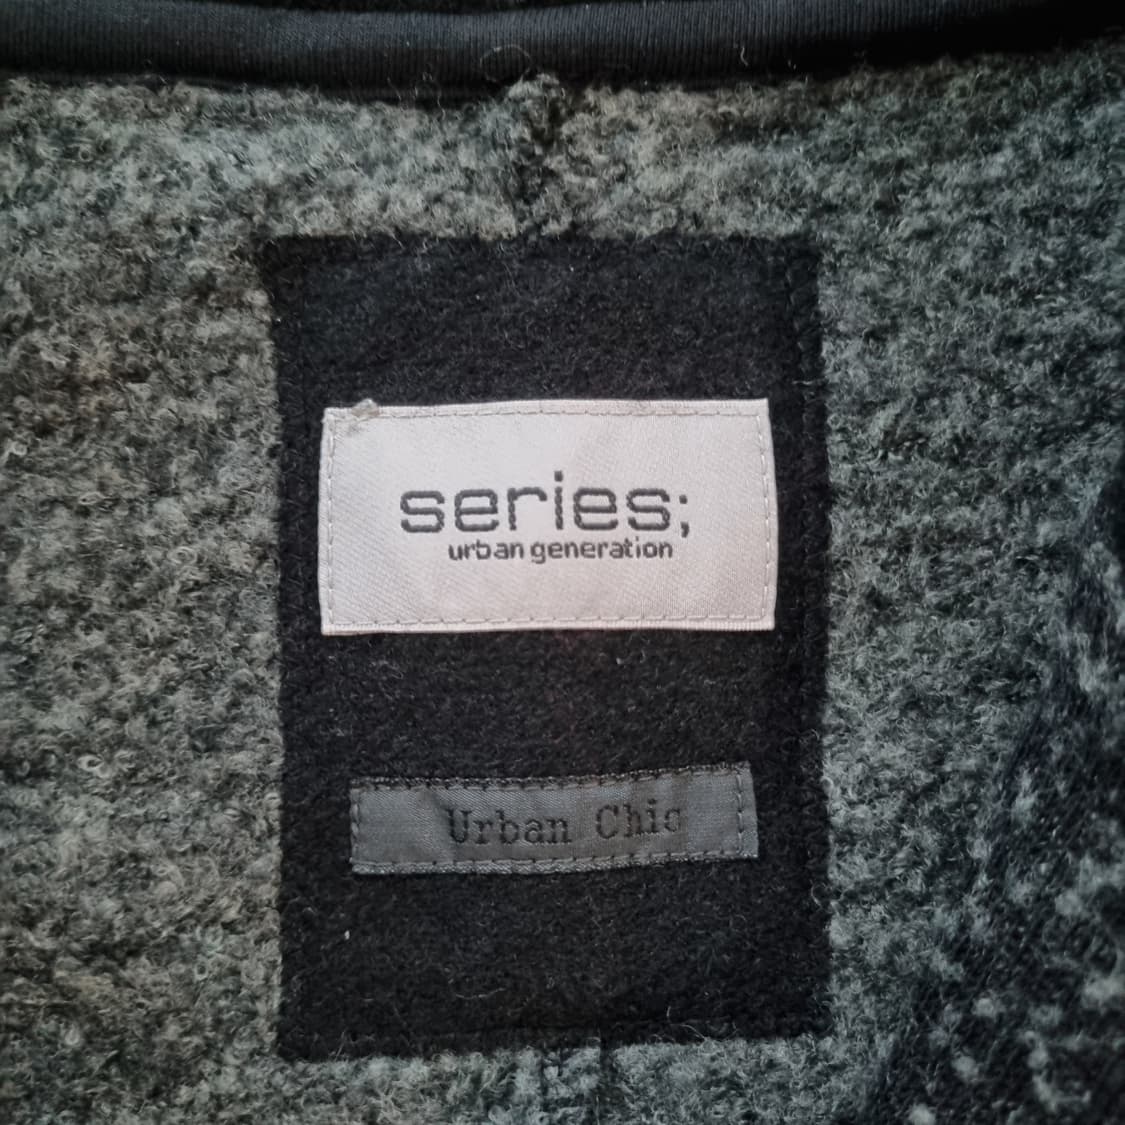 series;
urban generation
Urban Chic